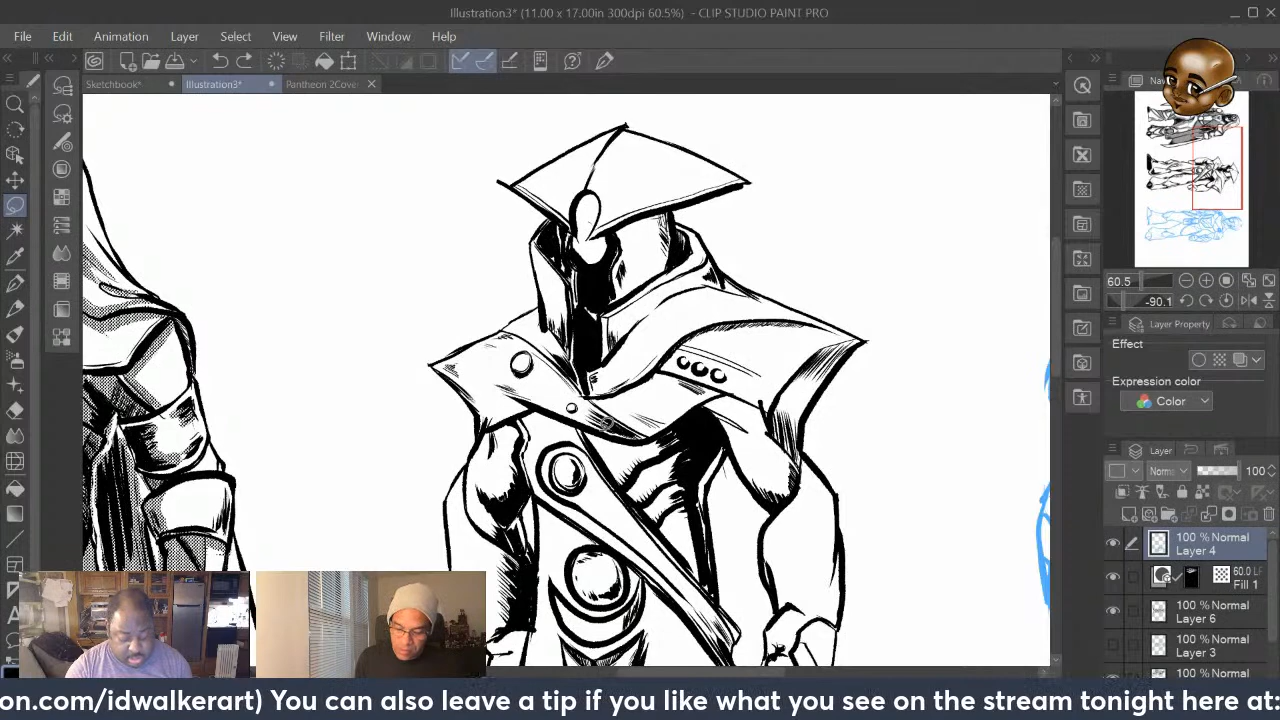 Illustration3* (11.00 x 17.00in 300dpi 60.5%) - CLIP STUDIO PAINT PRO
File Edit Animation Layer Select View Filter Window Help
Sketchbook* Illustration3* Pantheon 2Cover
60.5
-90.1
Layer Property
Effect
Expression color
Color
Layer
Norm 100
100 % Normal
Layer 4
60.0
Fill 1
100 % Normal
Layer 6
100 % Normal
Layer 3
100 % Normal
on.com/idwalkerart) You can also leave a tip if you like what you see on the stream tonight here at: